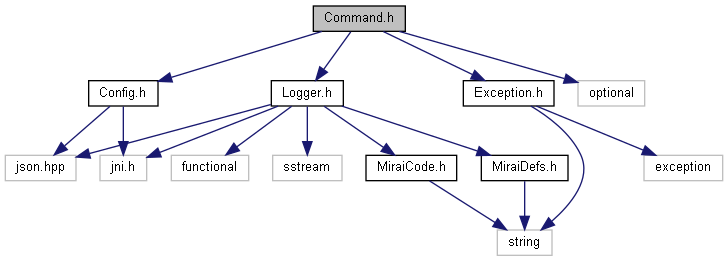 Command.h
Config.h
Logger.h
Exception.h
optional
json.hpp
jni.h
functional
sstream
MiraiCode.h
MiraiDefs.h
exception
string